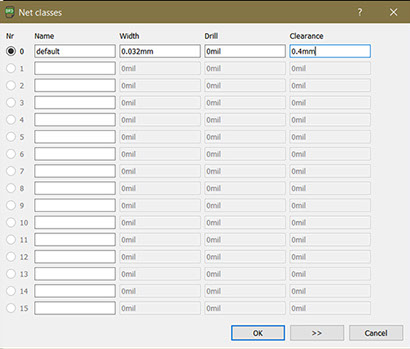 Net classes ? X
Nr Name Width Drill Clearance
0 default 0.032mm 0mil 0.4mm
1 0mil 0mil 0mil
2 0mil 0mil 0mil
3 0mil 0mil 0mil
4 0mil 0mil 0mil
5 0mil 0mil 0mil
6 0mil 0mil 0mil
7 0mil 0mil 0mil
8 0mil 0mil 0mil
9 0mil 0mil 0mil
10 0mil 0mil 0mil
11 0mil 0mil 0mil
12 0mil 0mil 0mil
13 0mil 0mil 0mil
14 0mil 0mil 0mil
15 0mil 0mil 0mil
OK >> Cancel